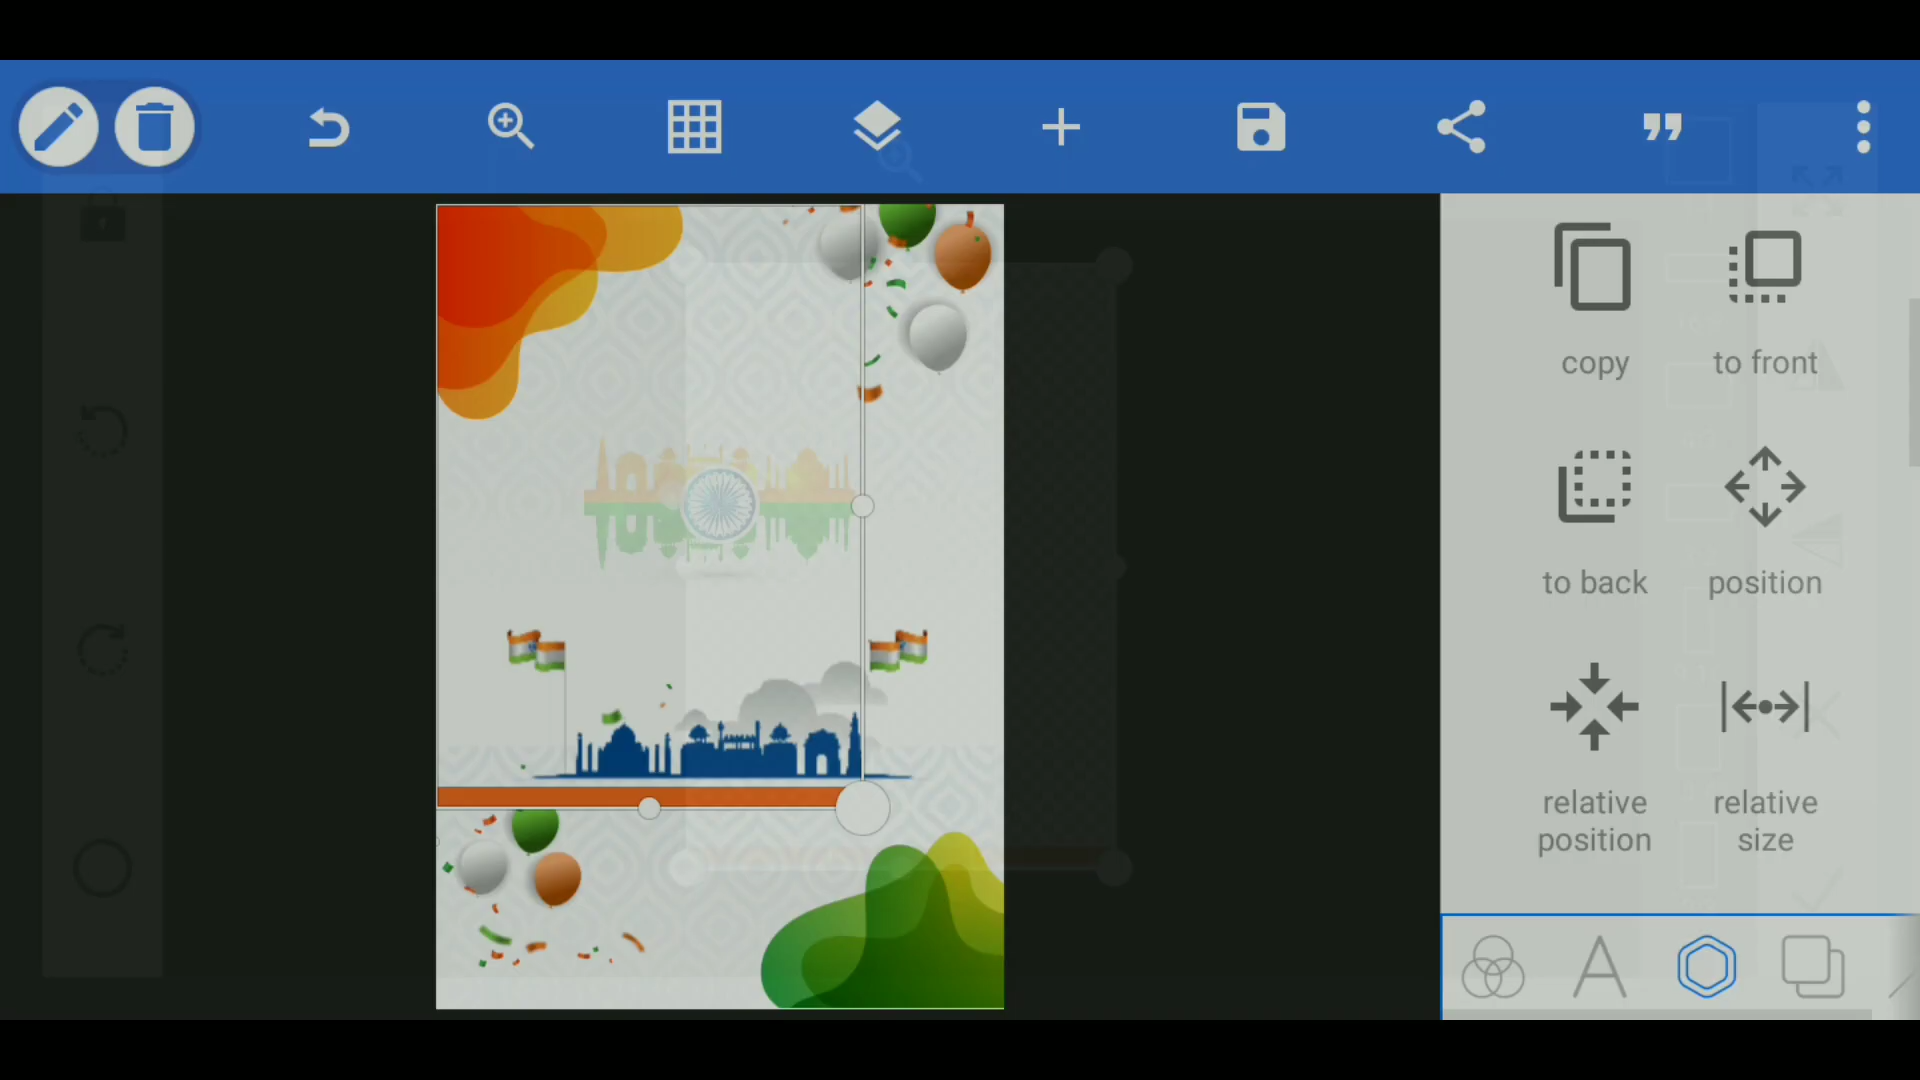 copy
to front
to back
position
relative
position
relative
size